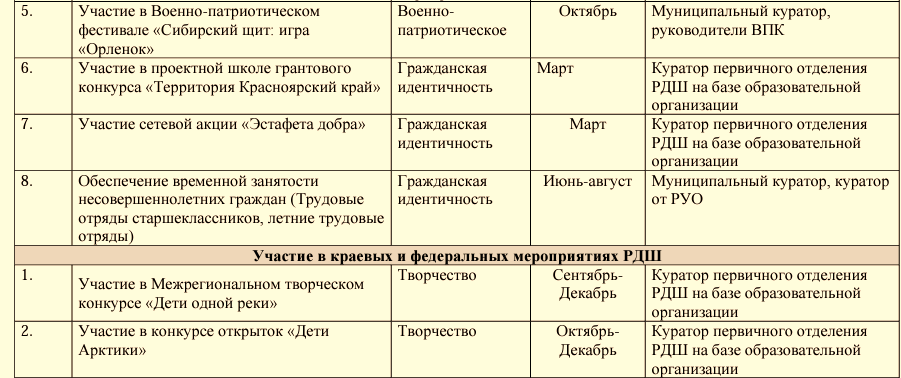 5. Участие в Военно-патриотическом Военно- Октябрь Муниципальный куратор,
фестивале «Сибирский щит: игра патриотическое руководители ВПК
«Орленок»
6. Участие в проектной школе грантового Гражданская Март Куратор первичного отделения
конкурса «Территория Красноярский край» идентичность РДШ на базе образовательной
организации
7. Участие сетевой акции «Эстафета добра» Гражданская Март Куратор первичного отделения
идентичность РДШ на базе образовательной
организации
8. Обеспечение временной занятости Гражданская Июнь-август Муниципальный куратор, куратор
несовершеннолетних граждан (Трудовые идентичность от РУО
отряды старшеклассников, летние трудовые
отряды)
Участие в краевых и федеральных мероприятиях РДШ
1. Участие в Межрегиональном творческом Творчество Сентябрь- Куратор первичного отделения
конкурсе «Дети одной реки» Декабрь РДШ на базе образовательной
организации
2. Участие в конкурсе открыток «Дети Творчество Октябрь- Куратор первичного отделения
Арктики» Декабрь РДШ на базе образовательной
организации